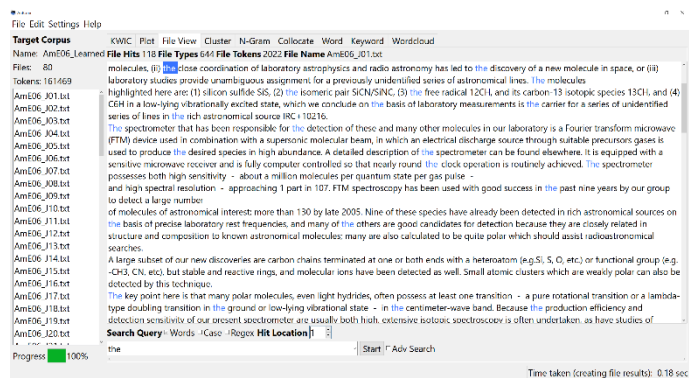 File Edit Settings Help
Target Corpus
Name: AmE06_Learned
Files: 80
Tokens: 161469
AmE06_J01.txt
AmE06_J02.txt
AmE06_J03.txt
AmE06_J04.txt
AmE06_J05.txt
AmE06_J06.txt
AmE06_J07.txt
AmE06_J08.txt
AmE06_J09.txt
AmE06_J10.txt
AmE06_J11.txt
AmE06_J12.txt
AmE06_J13.txt
AmE06_J14.txt
AmE06_J15.txt
AmE06_J16.txt
AmE06_J17.txt
AmE06_J18.txt
AmE06_J19.txt
AmE06_J20.txt
Progress 100%
KWIC Plot File View Cluster N-Gram Collocate Word Keyword Wordcloud
File Hits 118 File Types 644 File Tokens 2022 File Name AmE06_J01.txt
molecules, (ii) the close coordination of laboratory astrophysics and radio astronomy has led to the discovery of a new molecule in space, or (iii)
laboratory studies provide unambiguous assignment for a previously unidentified series of astronomical lines. The molecules
highlighted here are: (1) silicon sulfide SiS, (2) the isomeric pair SiCN/SiNC, (3) the free radical 12CH, and its carbon-13 isotopic species 13CH, and (4)
C6H in a low-lying vibrationally excited state, which we conclude on the basis of laboratory measurements is the carrier for a series of unidentified
series of lines in the rich astronomical source IRC+10216.
The spectrometer that has been responsible for the detection of these and many other molecules in our laboratory is a Fourier transform microwave
(FTM) device used in combination with a supersonic molecular beam, in which an electrical discharge source through suitable precursors gases is
used to produce the desired species in high abundance. A detailed description of the spectrometer can be found elsewhere. It is equipped with a
sensitive microwave receiver and is fully computer controlled so that nearly round the clock operation is routinely achieved. The spectrometer
possesses both high sensitivity - about a million molecules per quantum state per gas pulse -
and high spectral resolution - approaching 1 part in 107. FTM spectroscopy has been used with good success in the past nine years by our group
to detect a large number
of molecules of astronomical interest: more than 130 by late 2005. Nine of these species have already been detected in rich astronomical sources on
the basis of precise laboratory rest frequencies, and many of the others are good candidates for detection because they are closely related in
structure and composition to known astronomical molecules; many are also calculated to be quite polar which should assist radioastronomical
searches.
A large subset of our new discoveries are carbon chains terminated at one or both ends with a heteroatom (e.g.Si, S, O, etc.) or functional group (e.g.
-CH3, CN, etc). but stable and reactive rings, and molecular ions have been detected as well. Small atomic clusters which are weakly polar can also be
detected by this technique.
The key point here is that many polar molecules, even light hydrides, often possess at least one transition - a pure rotational transition or a lambda-
type doubling transition in the ground or low-lying vibrational state - in the centimeter-wave band. Because the production efficiency and
detection sensitivity of our present spectrometer are usually both high, extensive isotopic spectroscopy is often undertaken, as have studies of
Search Query Words Case Regex Hit Location 1
the Start Adv Search
Time taken (creating file results): 0.18 sec